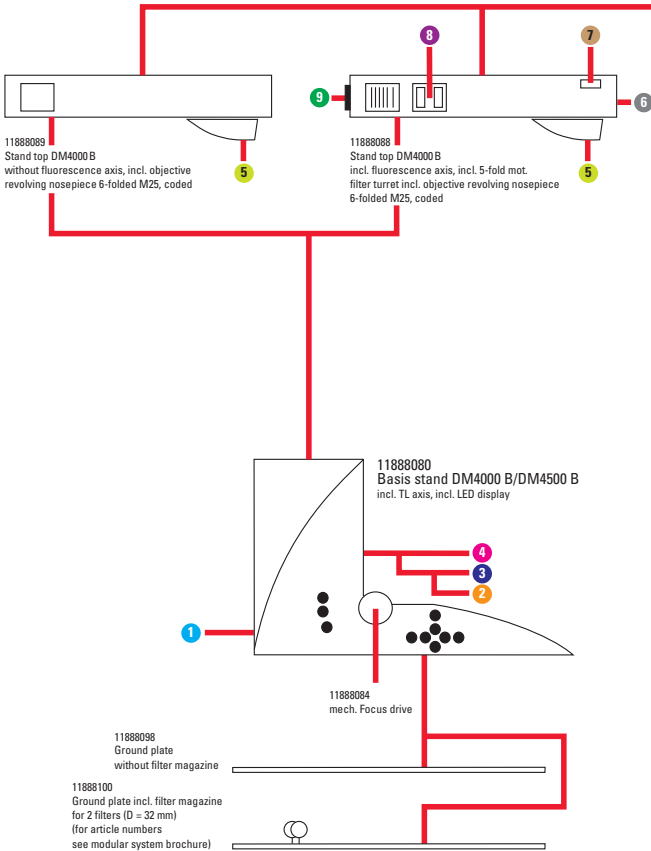 8
7
9
6
11888089
Stand top DM4000 B
without fluorescence axis, incl. objective
revolving nosepiece 6-folded M25, coded
5
11888088
Stand top DM4000 B
incl. fluorescence axis, incl. 5-fold mot.
filter turret incl. objective revolving nosepiece
6-folded M25, coded
5
11888080
Basis stand DM4000 B/DM4500 B
incl. TL axis, incl. LED display
4
3
2
1
11888084
mech. Focus drive
11888098
Ground plate
without filter magazine
11888100
Ground plate incl. filter magazine
for 2 filters (D = 32 mm)
(for article numbers
see modular system brochure)